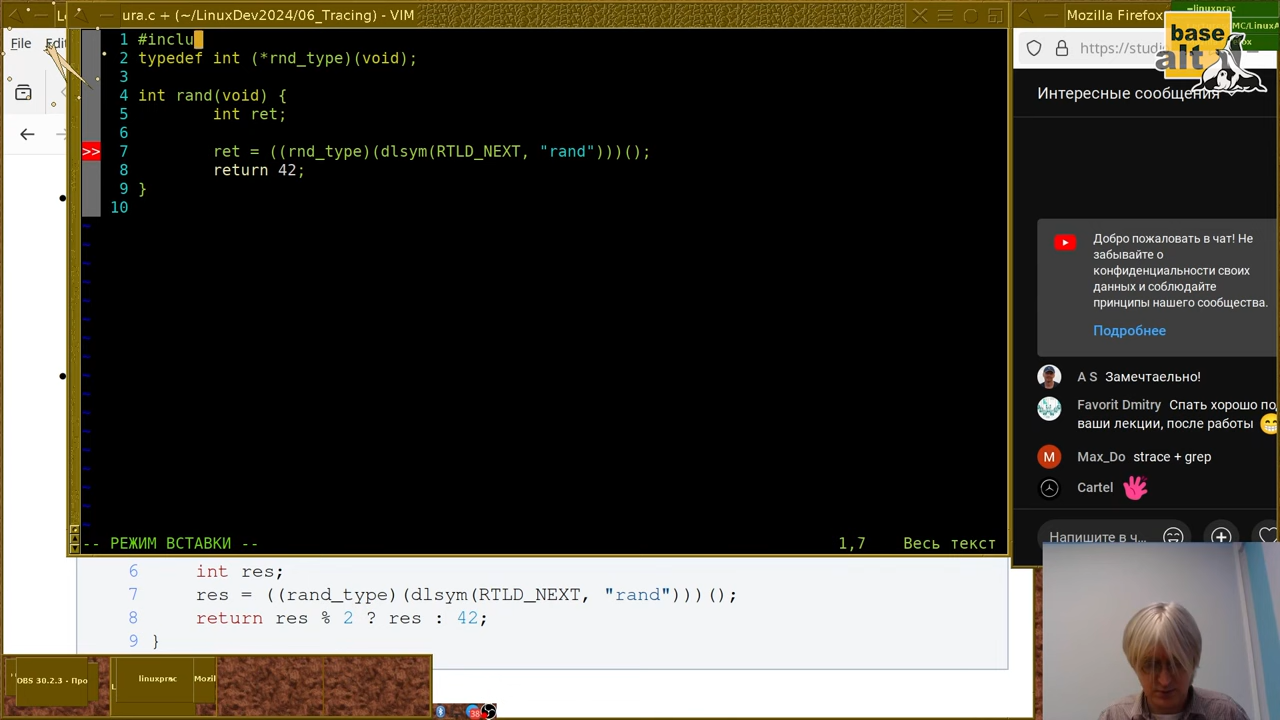 ura.c + (~/LinuxDev2024/06_Tracing) - VIM
Mozilla Firefox
linuxprac
File Edit
base
alt
https://studi
1 #inclu
2 typedef int (*rnd_type)(void);
3
4 int rand(void) {
5 int ret;
6
>> 7 ret = ((rnd_type)(dlsym(RTLD_NEXT, "rand")))();
8 return 42;
9 }
10
-- РЕЖИМ ВСТАВКИ --
1,7 Весь текст
Интересные сообщения
Добро пожаловать в чат! Не
забывайте о
конфиденциальности своих
данных и соблюдайте
принципы нашего сообщества.
Подробнее
A S Замечтаельно!
Favorit Dmitry Спать хорошо по
ваши лекции, после работы
Max_Do strace + grep
Cartel
Напишите в ч...
6 int res;
7 res = ((rand_type)(dlsym(RTLD_NEXT, "rand")))();
8 return res % 2 ? res : 42;
9 }
OBS 30.2.3 - Про
linuxprac
Mozil